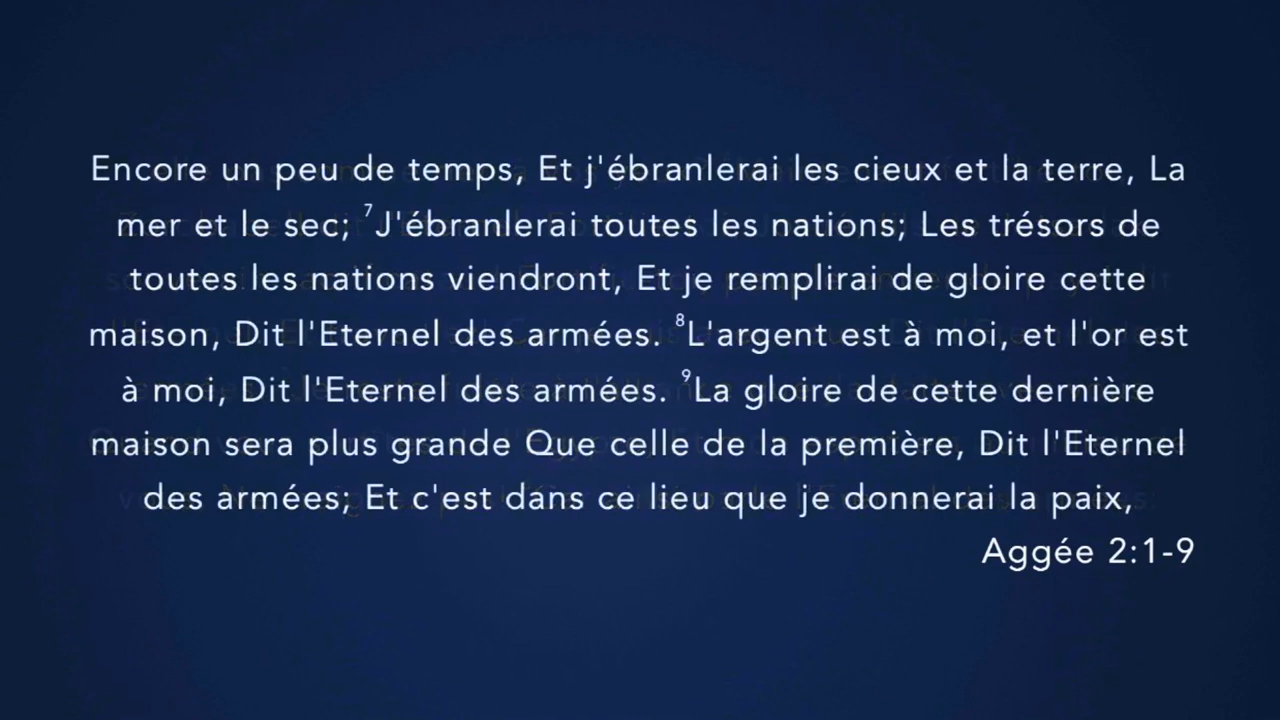 Encore un peu de temps, Et j'ébranlerai les cieux et la terre, La
mer et le sec; ⁷J'ébranlerai toutes les nations; Les trésors de
toutes les nations viendront, Et je remplirai de gloire cette
maison, Dit l'Eternel des armées. ⁸L'argent est à moi, et l'or est
à moi, Dit l'Eternel des armées. ⁹La gloire de cette dernière
maison sera plus grande Que celle de la première, Dit l'Eternel
des armées; Et c'est dans ce lieu que je donnerai la paix,
Aggée 2:1-9